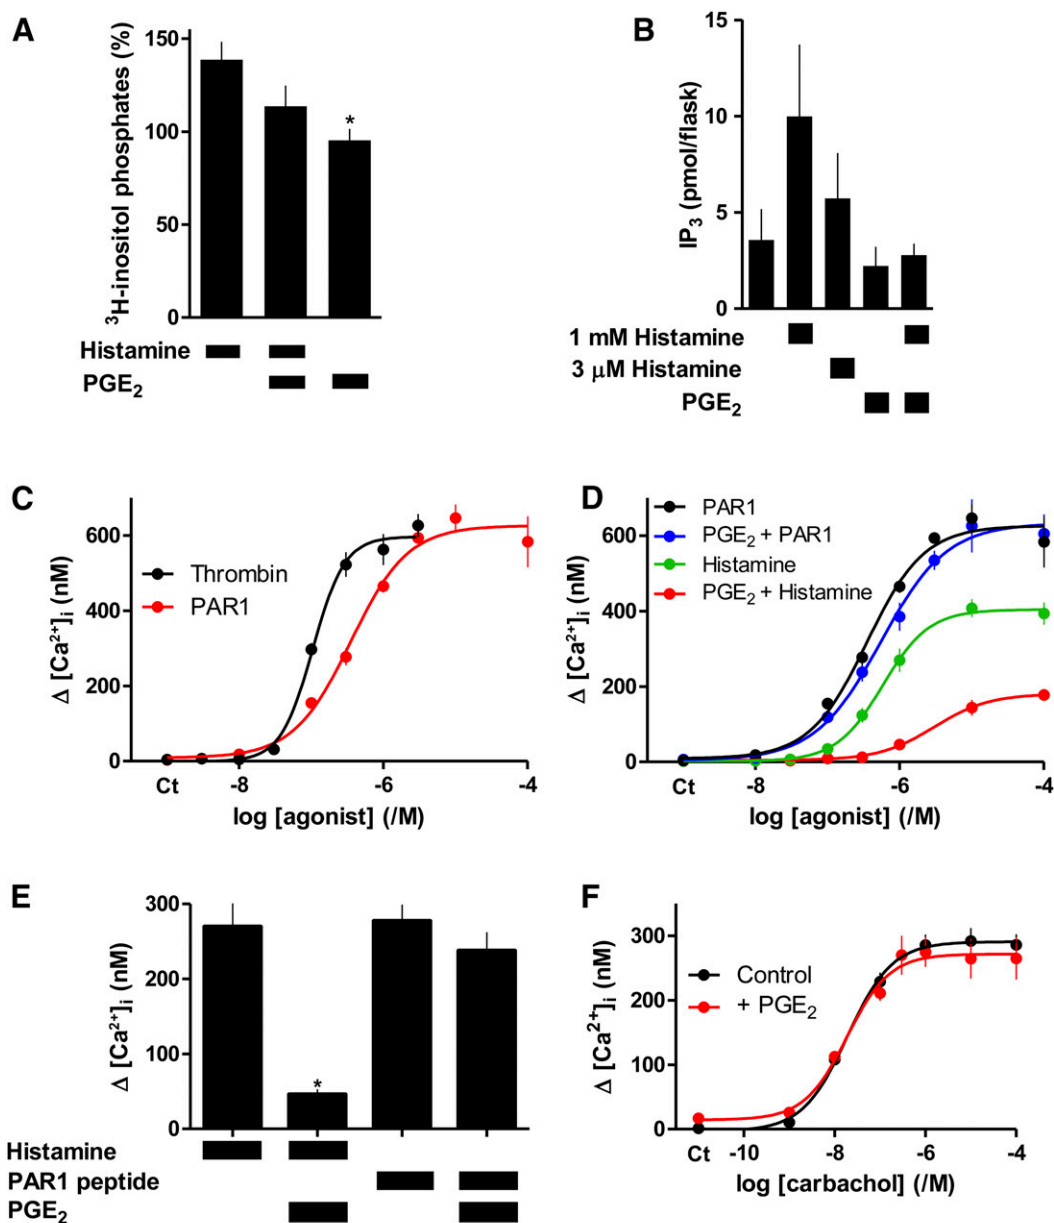 A
³H-inositol phosphates (%)
150
100
50
0
*
Histamine
PGE₂
B
IP₃ (pmol/flask)
15
10
5
0
1 mM Histamine
3 μM Histamine
PGE₂
C
Δ [Ca²⁺]ᵢ (nM)
600
400
200
0
Thrombin
PAR1
Ct -8 -6 -4
log [agonist] (/M)
D
Δ [Ca²⁺]ᵢ (nM)
600
400
200
0
PAR1
PGE₂ + PAR1
Histamine
PGE₂ + Histamine
Ct -8 -6 -4
log [agonist] (/M)
E
Δ [Ca²⁺]ᵢ (nM)
300
200
100
0
*
Histamine
PAR1 peptide
PGE₂
F
Δ [Ca²⁺]ᵢ (nM)
300
200
100
0
Control
+ PGE₂
Ct -10 -8 -6 -4
log [carbachol] (/M)